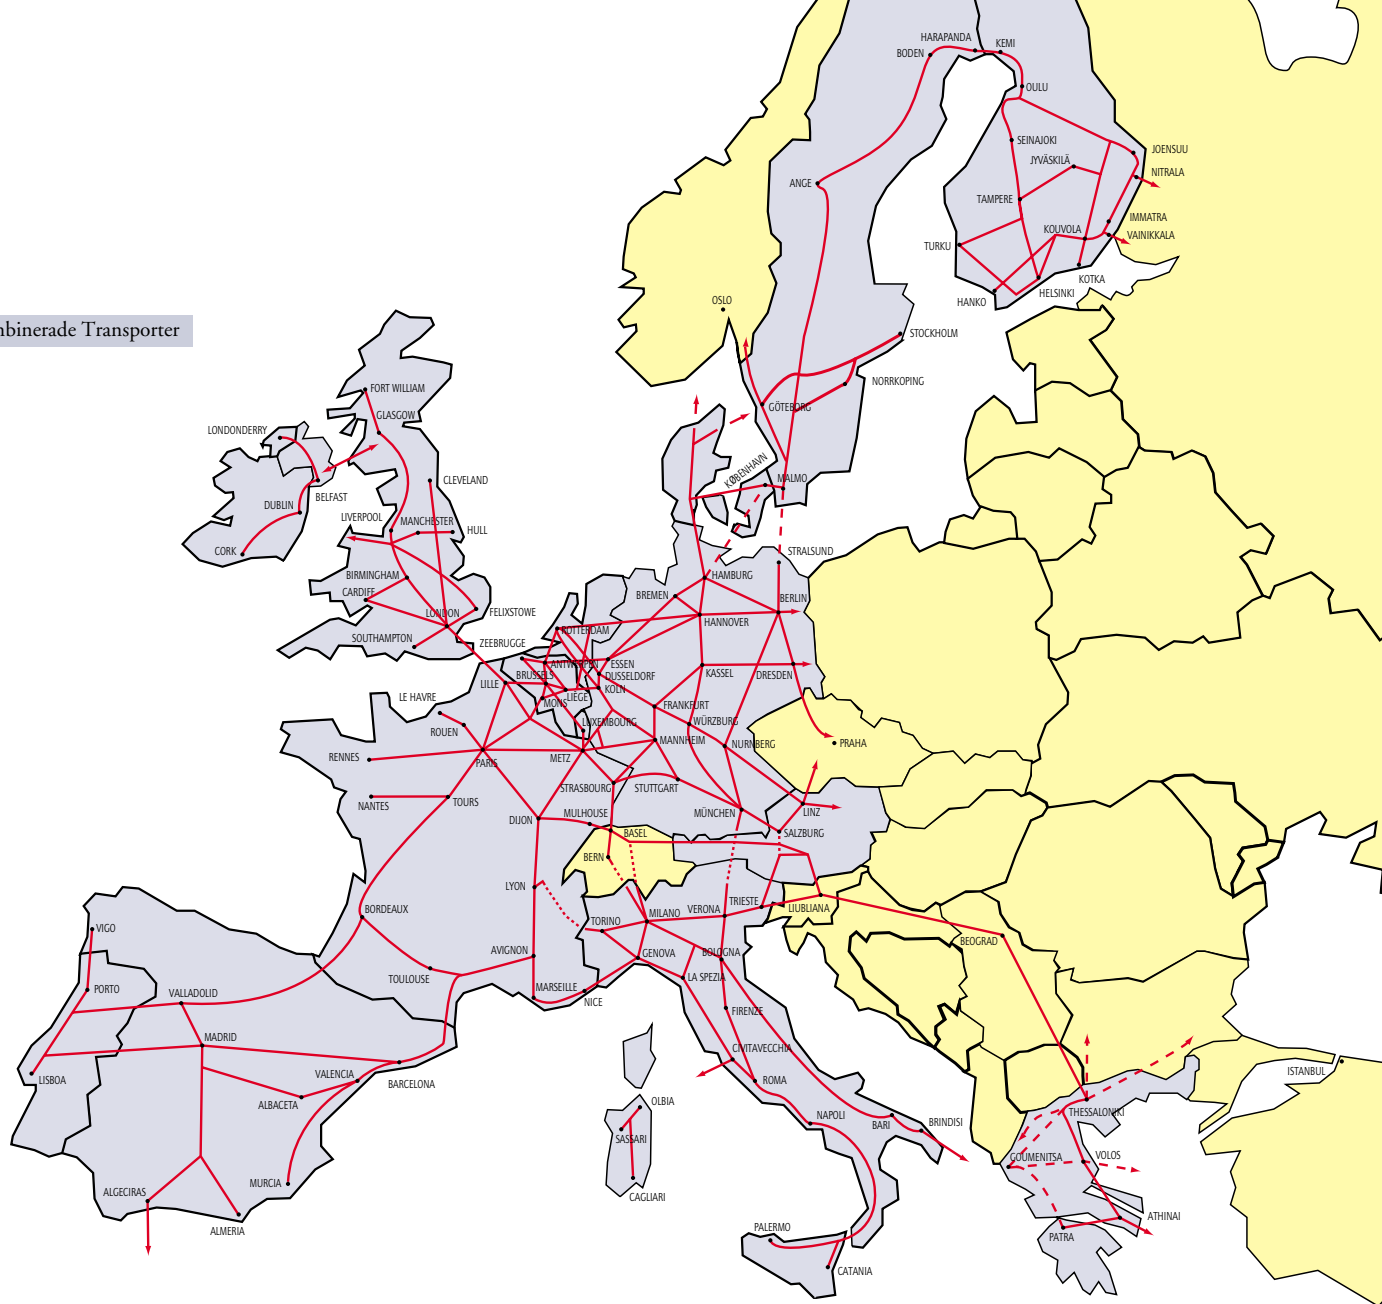 HARAPANDA
KEMI
BODEN
OULU
SEINAJOKI
JOENSUU
JYVÄSKILÄ
NITRALA
ANGE
TAMPERE
IMMATRA
KOUVOLA
VAINIKKALA
TURKU
KOTKA
HELSINKI
HANKO
OSLO
binerade Transporter
STOCKHOLM
NORRKOPING
FORT WILLIAM
GÖTEBORG
GLASGOW
LONDONDERRY
KØBENHAVN
MALMO
CLEVELAND
BELFAST
DUBLIN
LIVERPOOL
MANCHESTER
HULL
CORK
STRALSUND
BIRMINGHAM
HAMBURG
CARDIFF
BREMEN
BERLIN
LONDON
FELIXSTOWE
HANNOVER
ROTTERDAM
SOUTHAMPTON
ZEEBRUGGE
ANTWERPEN
ESSEN
BRUSSELS
DUSSELDORF
KASSEL
DRESDEN
LILLE
KOLN
LIEGE
LE HAVRE
MONS
FRANKFURT
LUXEMBOURG
WÜRZBURG
ROUEN
MANNHEIM
NURNBERG
PRAHA
RENNES
PARIS
METZ
STRASBOURG
STUTTGART
NANTES
TOURS
MULHOUSE
MÜNCHEN
LINZ
DIJON
BASEL
SALZBURG
BERN
LYON
TRIESTE
LIUBLIANA
BORDEAUX
VERONA
MILANO
TORINO
VIGO
BEOGRAD
AVIGNON
GENOVA
BOLOGNA
TOULOUSE
LA SPEZIA
PORTO
VALLADOLID
MARSEILLE
NICE
FIRENZE
MADRID
CIVITAVECCHIA
ISTANBUL
LISBOA
VALENCIA
BARCELONA
ROMA
ALBACETA
OLBIA
THESSALONIKI
NAPOLI
BARI
BRINDISI
SASSARI
GOUMENITSA
VOLOS
MURCIA
ALGECIRAS
CAGLIARI
ATHINAI
ALMERIA
PALERMO
PATRA
CATANIA